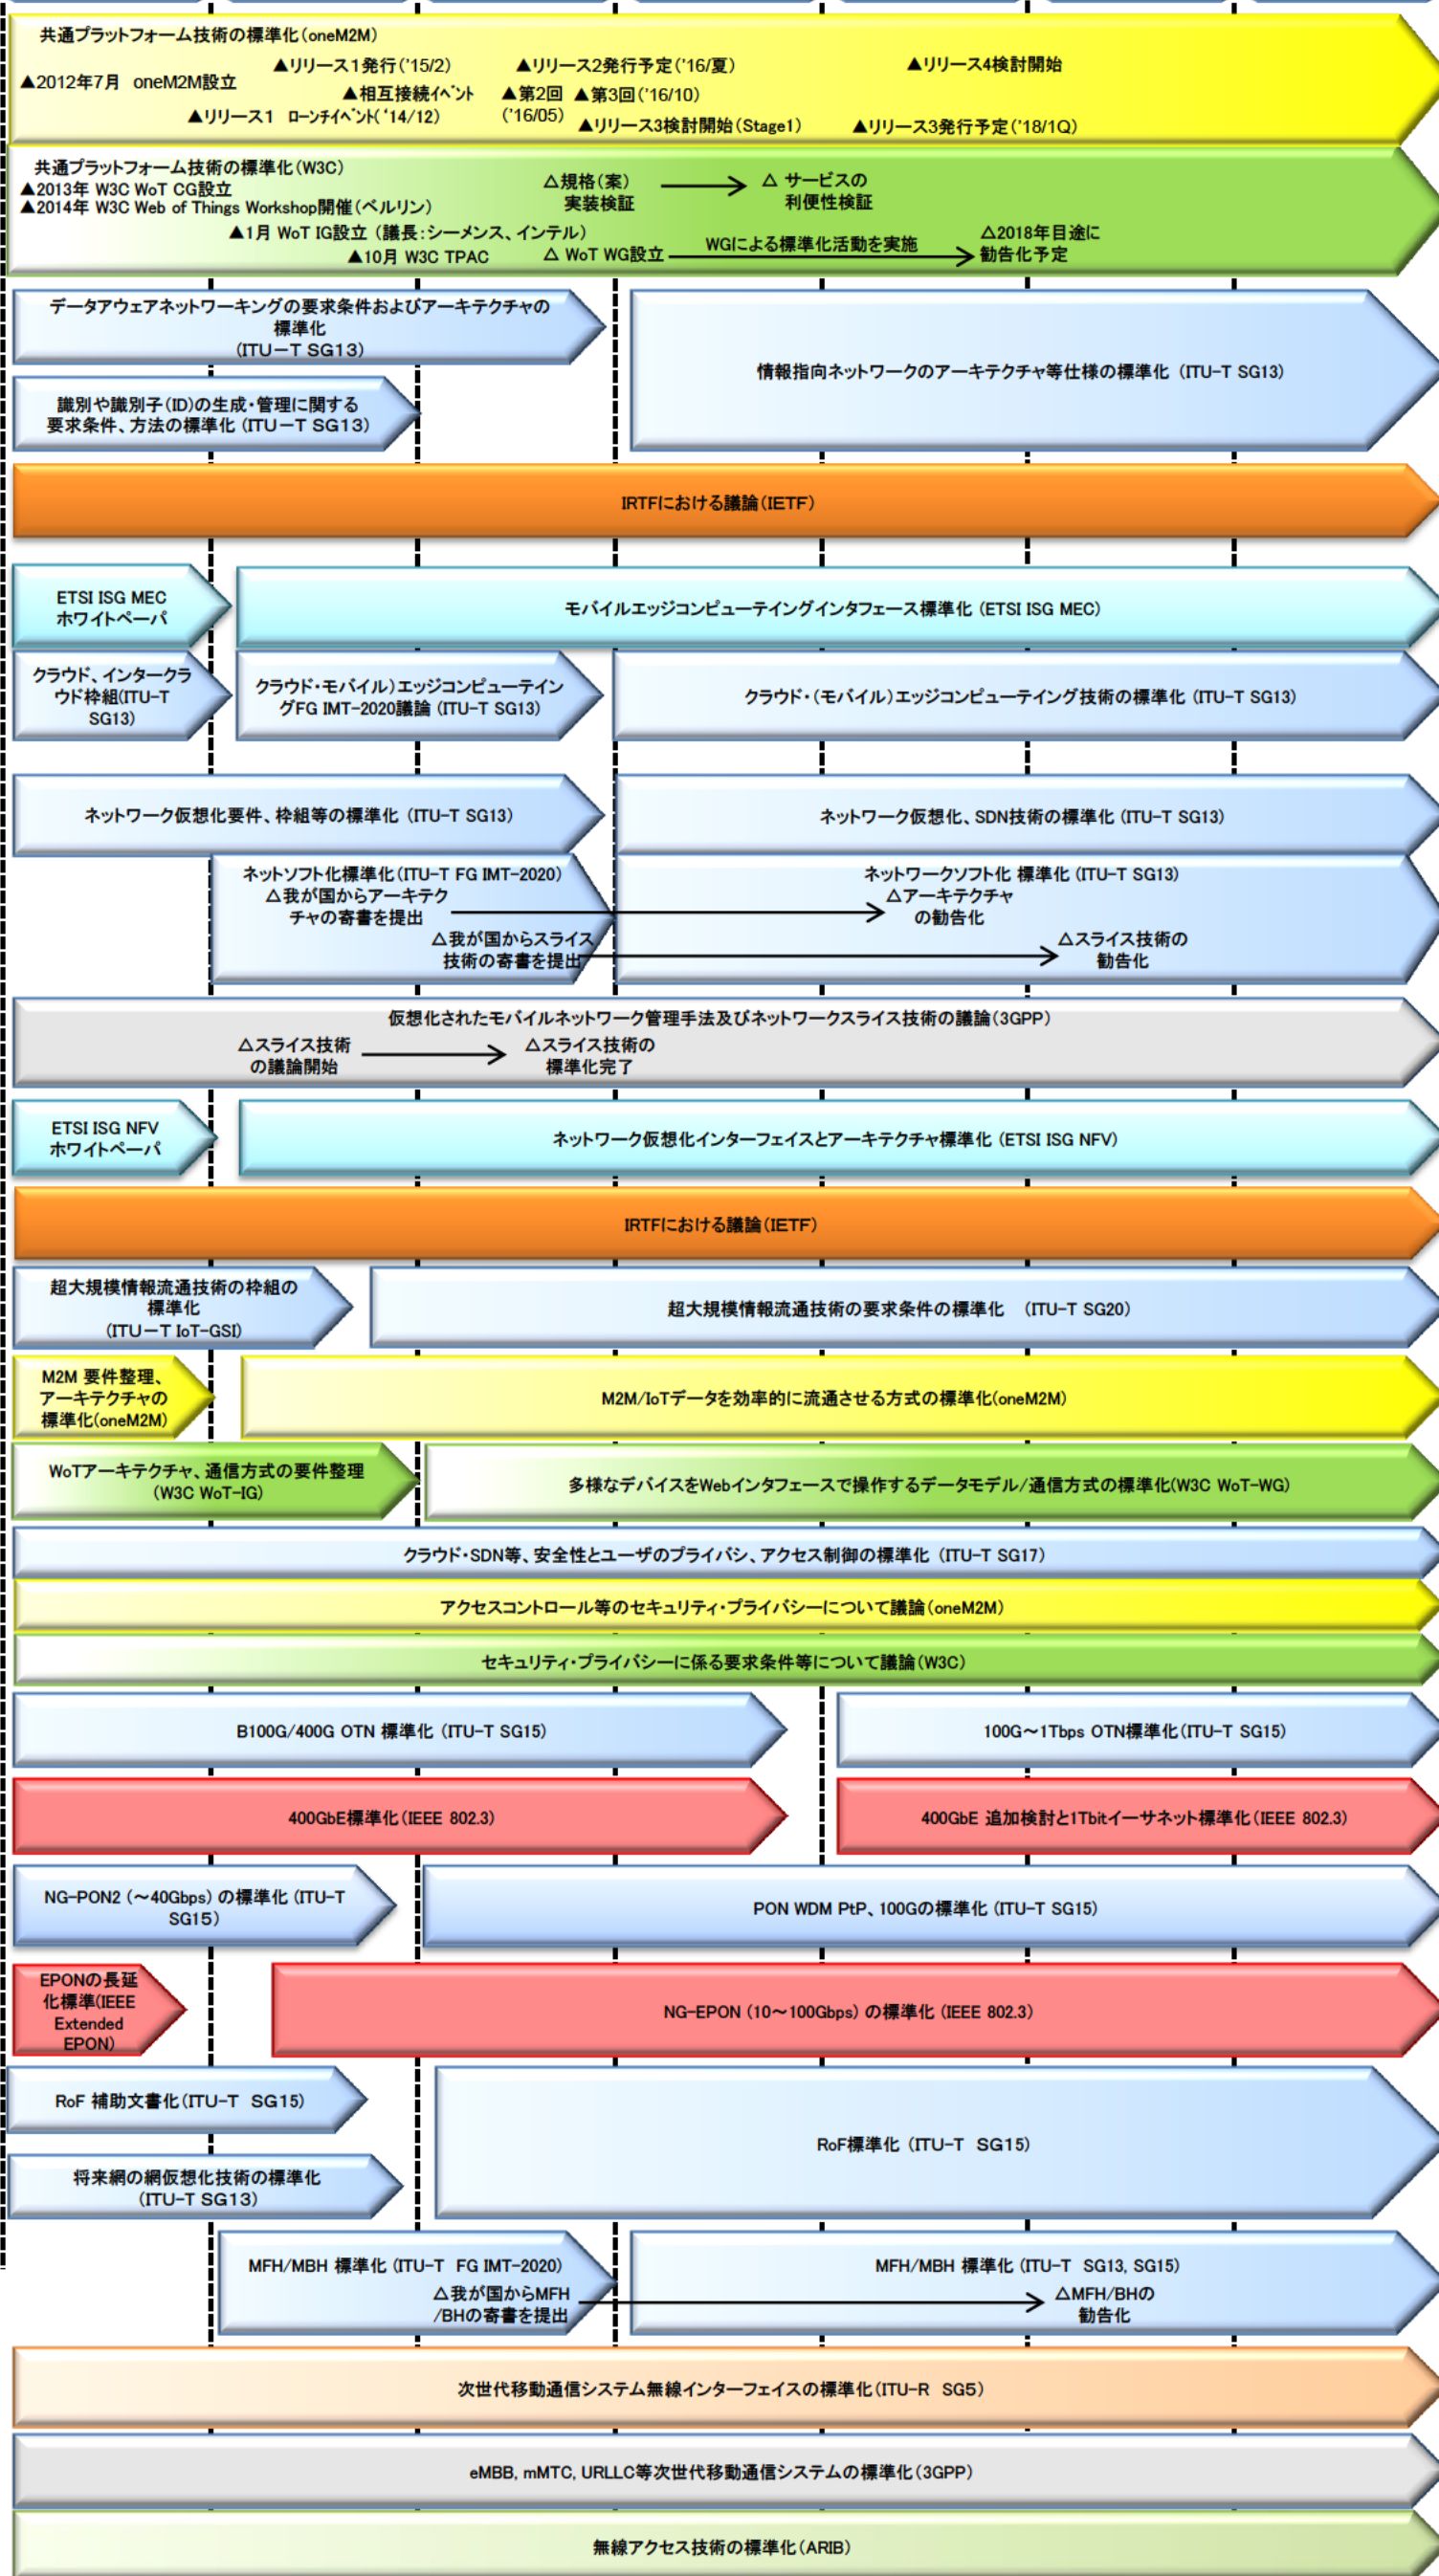 共通プラットフォーム技術の標準化(oneM2M)
▲リリース1発行('15/2)
▲リリース2発行予定('16/夏)
▲リリース4検討開始
▲2012年7月 oneM2M設立
▲相互接続イベント
▲第2回
▲第3回('16/10)
('16/05)
▲リリース1 ローンチイベント('14/12)
▲リリース3検討開始(Stage1)
▲リリース3発行予定('18/1Q)
共通プラットフォーム技術の標準化(W3C)
▲2013年 W3C WoT CG設立
▲2014年 W3C Web of Things Workshop開催(ベルリン)
△規格(案)
実装検証
△ サービスの
利便性検証
▲1月 WoT IG設立 (議長:シーメンス、インテル)
▲10月 W3C TPAC
△ WoT WG設立
WGによる標準化活動を実施
△2018年目途に
勧告化予定
データアウェアネットワーキングの要求条件およびアーキテクチャの
標準化
(ITU-T SG13)
情報指向ネットワークのアーキテクチャ等仕様の標準化 (ITU-T SG13)
識別や識別子(ID)の生成・管理に関する
要求条件、方法の標準化 (ITU-T SG13)
IRTFにおける議論(IETF)
ETSI ISG MEC
ホワイトペーパ
モバイルエッジコンピューテイングインタフェース標準化 (ETSI ISG MEC)
クラウド、インタークラ
ウド枠組(ITU-T
SG13)
クラウド・モバイル)エッジコンピューテイン
グFG IMT-2020議論 (ITU-T SG13)
クラウド・(モバイル)エッジコンピューテイング技術の標準化 (ITU-T SG13)
ネットワーク仮想化要件、枠組等の標準化 (ITU-T SG13)
ネットワーク仮想化、SDN技術の標準化 (ITU-T SG13)
ネットソフト化標準化(ITU-T FG IMT-2020)
△我が国からアーキテク
チャの寄書を提出
△我が国からスライス
技術の寄書を提出
ネットワークソフト化 標準化 (ITU-T SG13)
△アーキテクチャ
の勧告化
△スライス技術の
勧告化
仮想化されたモバイルネットワーク管理手法及びネットワークスライス技術の議論(3GPP)
△スライス技術
の議論開始
△スライス技術の
標準化完了
ETSI ISG NFV
ホワイトペーパ
ネットワーク仮想化インターフェイスとアーキテクチャ標準化 (ETSI ISG NFV)
IRTFにおける議論(IETF)
超大規模情報流通技術の枠組の
標準化
(ITU-T IoT-GSI)
超大規模情報流通技術の要求条件の標準化 (ITU-T SG20)
M2M 要件整理、
アーキテクチャの
標準化(oneM2M)
M2M/IoTデータを効率的に流通させる方式の標準化(oneM2M)
WoTアーキテクチャ、通信方式の要件整理
(W3C WoT-IG)
多様なデバイスをWebインタフェースで操作するデータモデル/通信方式の標準化(W3C WoT-WG)
クラウド・SDN等、安全性とユーザのプライバシ、アクセス制御の標準化 (ITU-T SG17)
アクセスコントロール等のセキュリティ・プライバシーについて議論(oneM2M)
セキュリティ・プライバシーに係る要求条件等について議論(W3C)
B100G/400G OTN 標準化 (ITU-T SG15)
100G～1Tbps OTN標準化(ITU-T SG15)
400GbE標準化(IEEE 802.3)
400GbE 追加検討と1Tbitイーサネット標準化(IEEE 802.3)
NG-PON2 (～40Gbps) の標準化 (ITU-T
SG15)
PON WDM PtP、100Gの標準化 (ITU-T SG15)
EPONの長延
化標準(IEEE
Extended
EPON)
NG-EPON (10～100Gbps) の標準化 (IEEE 802.3)
RoF 補助文書化(ITU-T SG15)
RoF標準化 (ITU-T SG15)
将来網の網仮想化技術の標準化
(ITU-T SG13)
MFH/MBH 標準化 (ITU-T FG IMT-2020)
△我が国からMFH
/BHの寄書を提出
MFH/MBH 標準化 (ITU-T SG13, SG15)
△MFH/BHの
勧告化
次世代移動通信システム無線インターフェイスの標準化(ITU-R SG5)
eMBB, mMTC, URLLC等次世代移動通信システムの標準化(3GPP)
無線アクセス技術の標準化(ARIB)